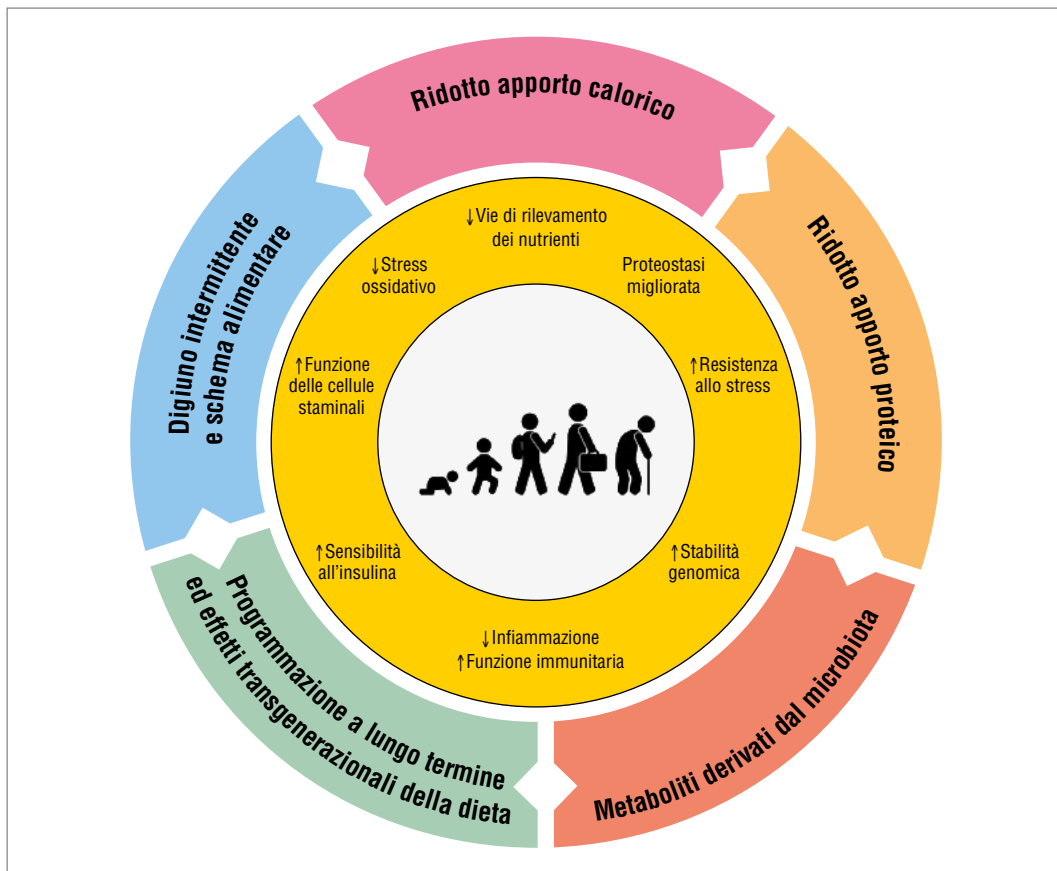 Ridotto apporto calorico
Ridotto apporto proteico
Metaboliti derivati dal microbiota
Programmazione a lungo termine
ed effetti transgenerazionali della dieta
Digiuno intermittente
e schema alimentare
↓Vie di rilevamento
dei nutrienti
Proteostasi
migliorata
↑Resistenza
allo stress
↑Stabilità
genomica
↓Infiammazione
↑Funzione immunitaria
↑Sensibilità
all'insulina
↑Funzione
delle cellule
staminali
↓Stress
ossidativo